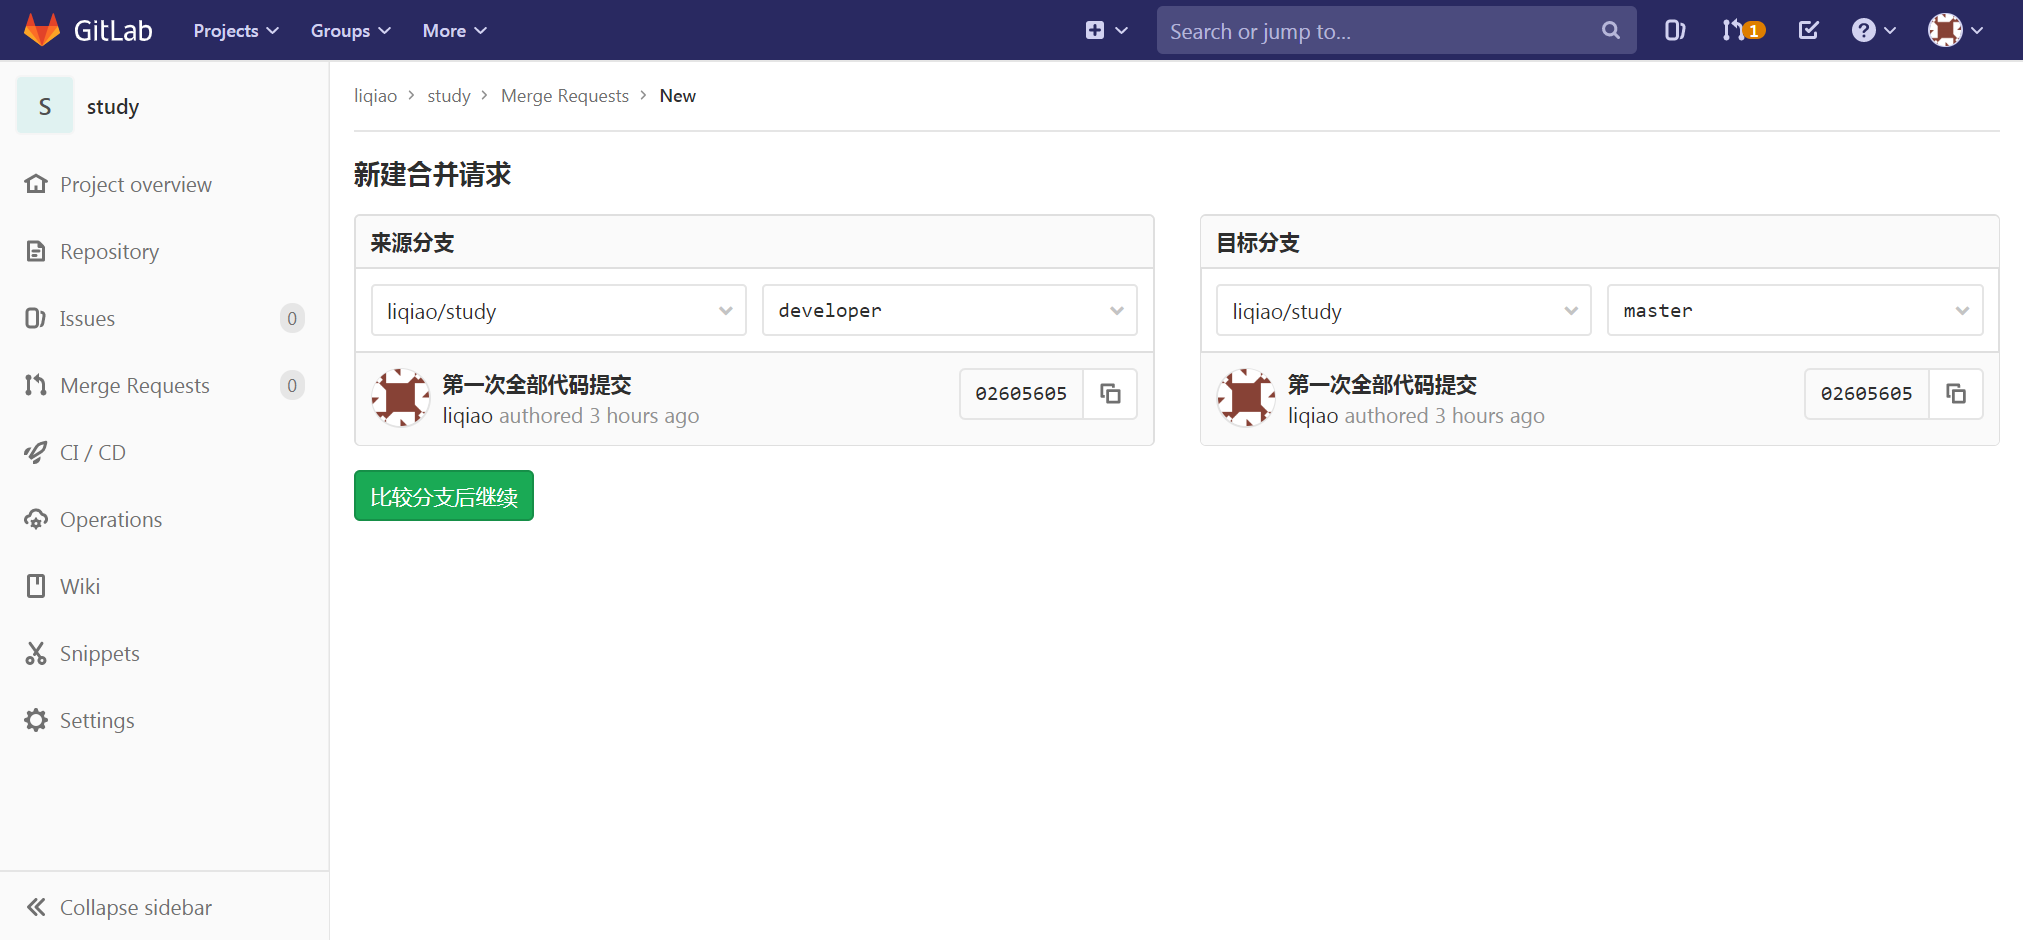 GitLab Projects Groups More Search or jump to... 1
S study
Project overview
Repository
Issues 0
Merge Requests 0
CI / CD
Operations
Wiki
Snippets
Settings
Collapse sidebar
liqiao > study > Merge Requests > New
新建合并请求
来源分支
liqiao/study developer
第一次全部代码提交
liqiao authored 3 hours ago
02605605
目标分支
liqiao/study master
第一次全部代码提交
liqiao authored 3 hours ago
02605605
比较分支后继续